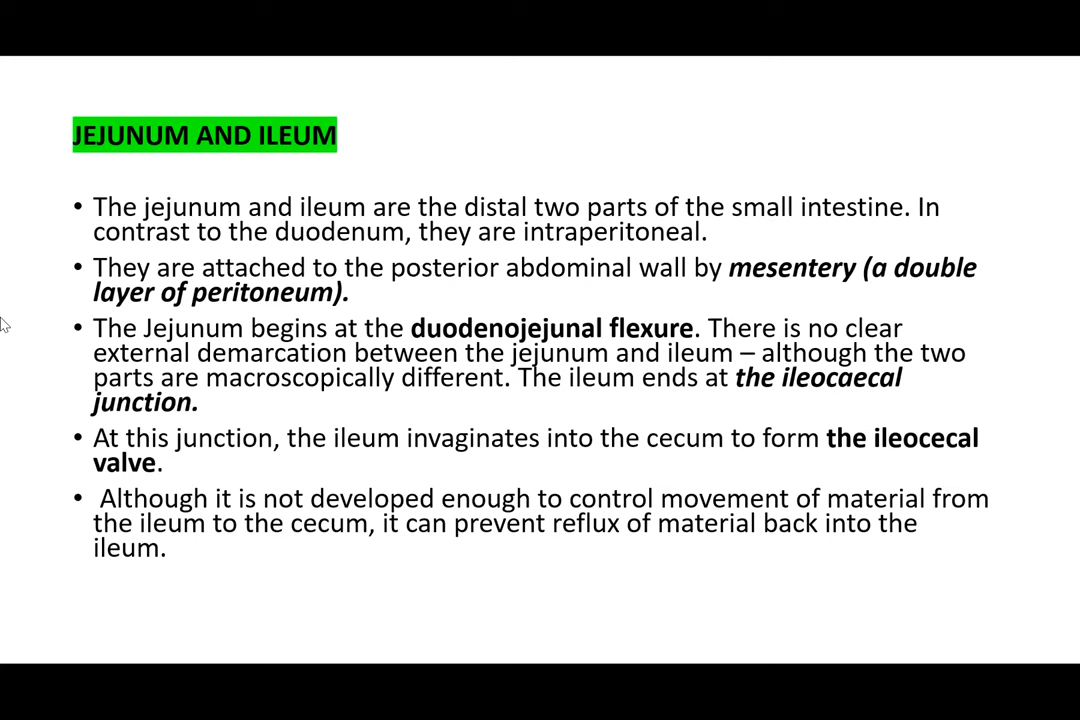 JEJUNUM AND ILEUM
• The jejunum and ileum are the distal two parts of the small intestine. In
contrast to the duodenum, they are intraperitoneal.
• They are attached to the posterior abdominal wall by mesentery (a double
layer of peritoneum).
• The Jejunum begins at the duodenojejunal flexure. There is no clear
external demarcation between the jejunum and ileum – although the two
parts are macroscopically different. The ileum ends at the ileocaecal
junction.
• At this junction, the ileum invaginates into the cecum to form the ileocecal
valve.
• Although it is not developed enough to control movement of material from
the ileum to the cecum, it can prevent reflux of material back into the
ileum.